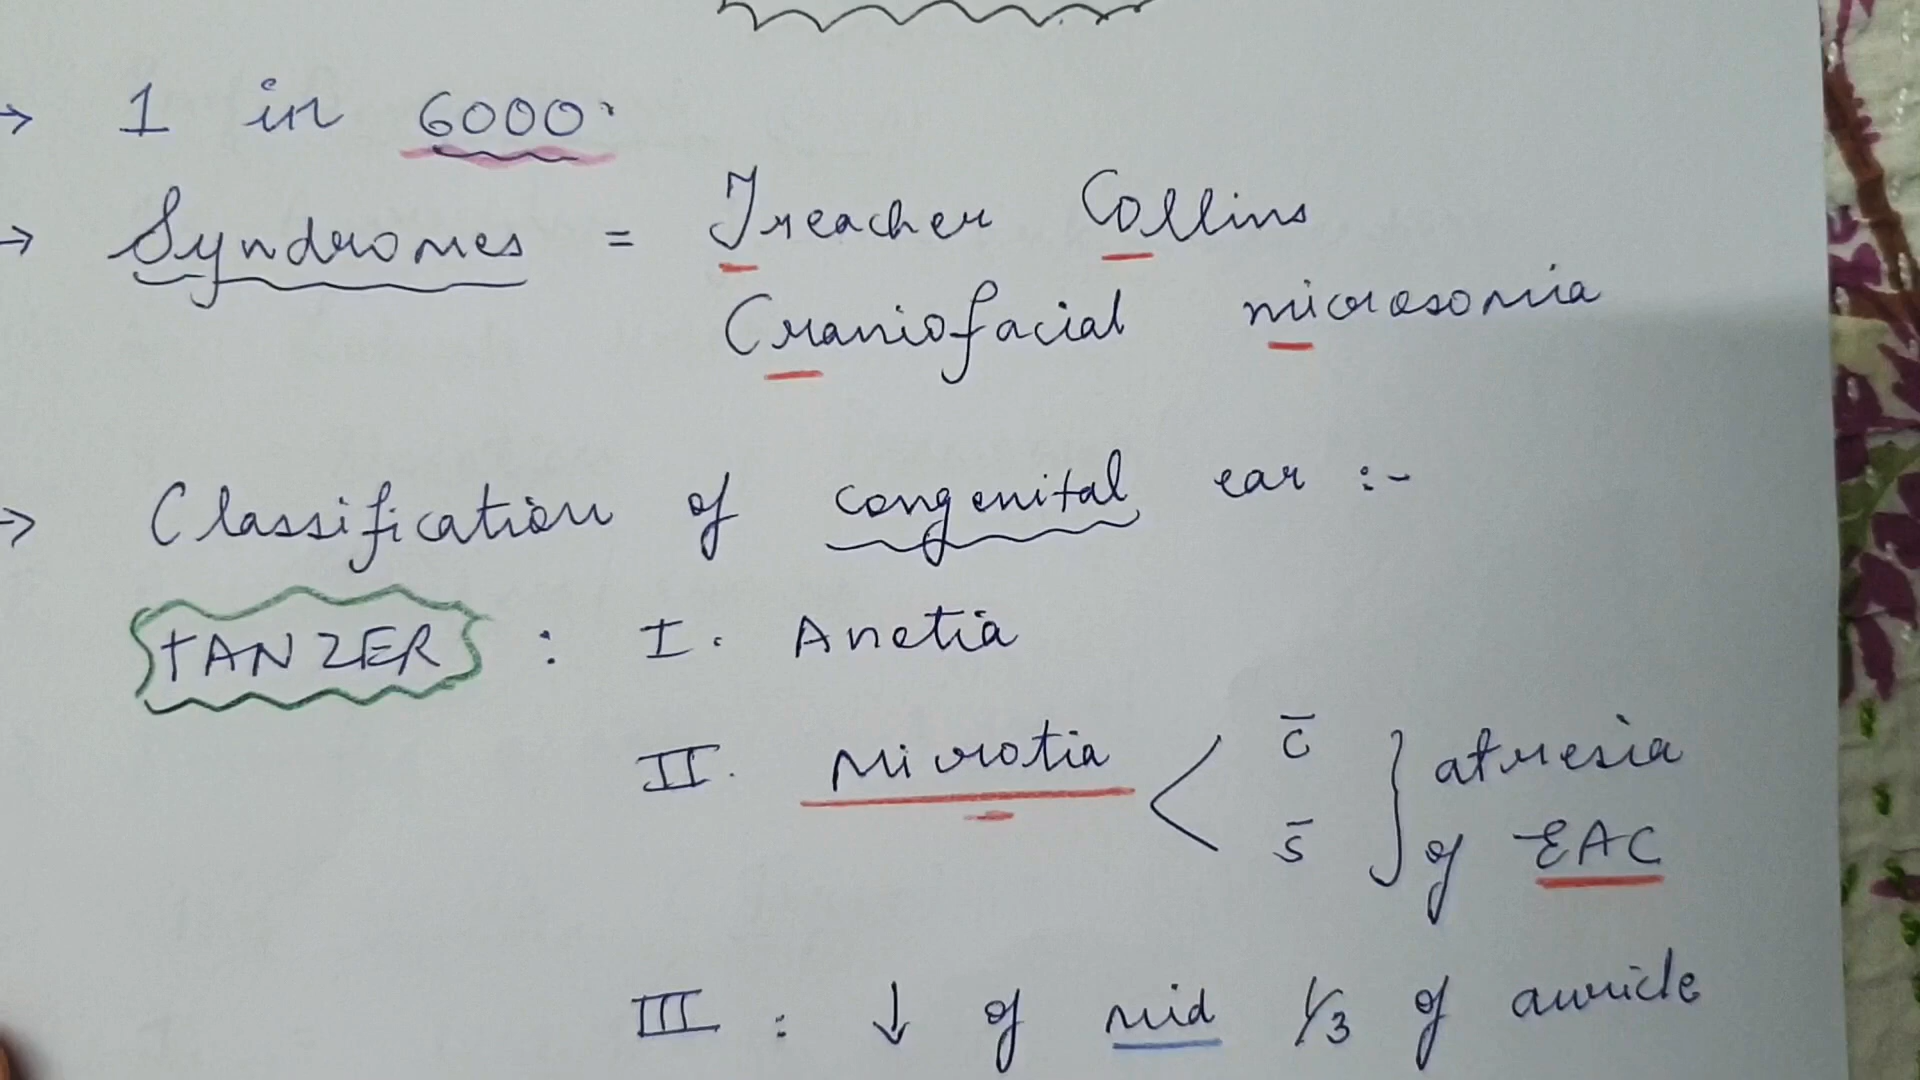 → 1 in 6000.
→ Syndromes = Treacher Collins
Craniofacial microsomia
→ Classification of congenital ear :-
TANZER : I. Anotia
II. Microtia < c̄ } atresia
s̄ of EAC
III : ↓ of mid 1/3 of auricle